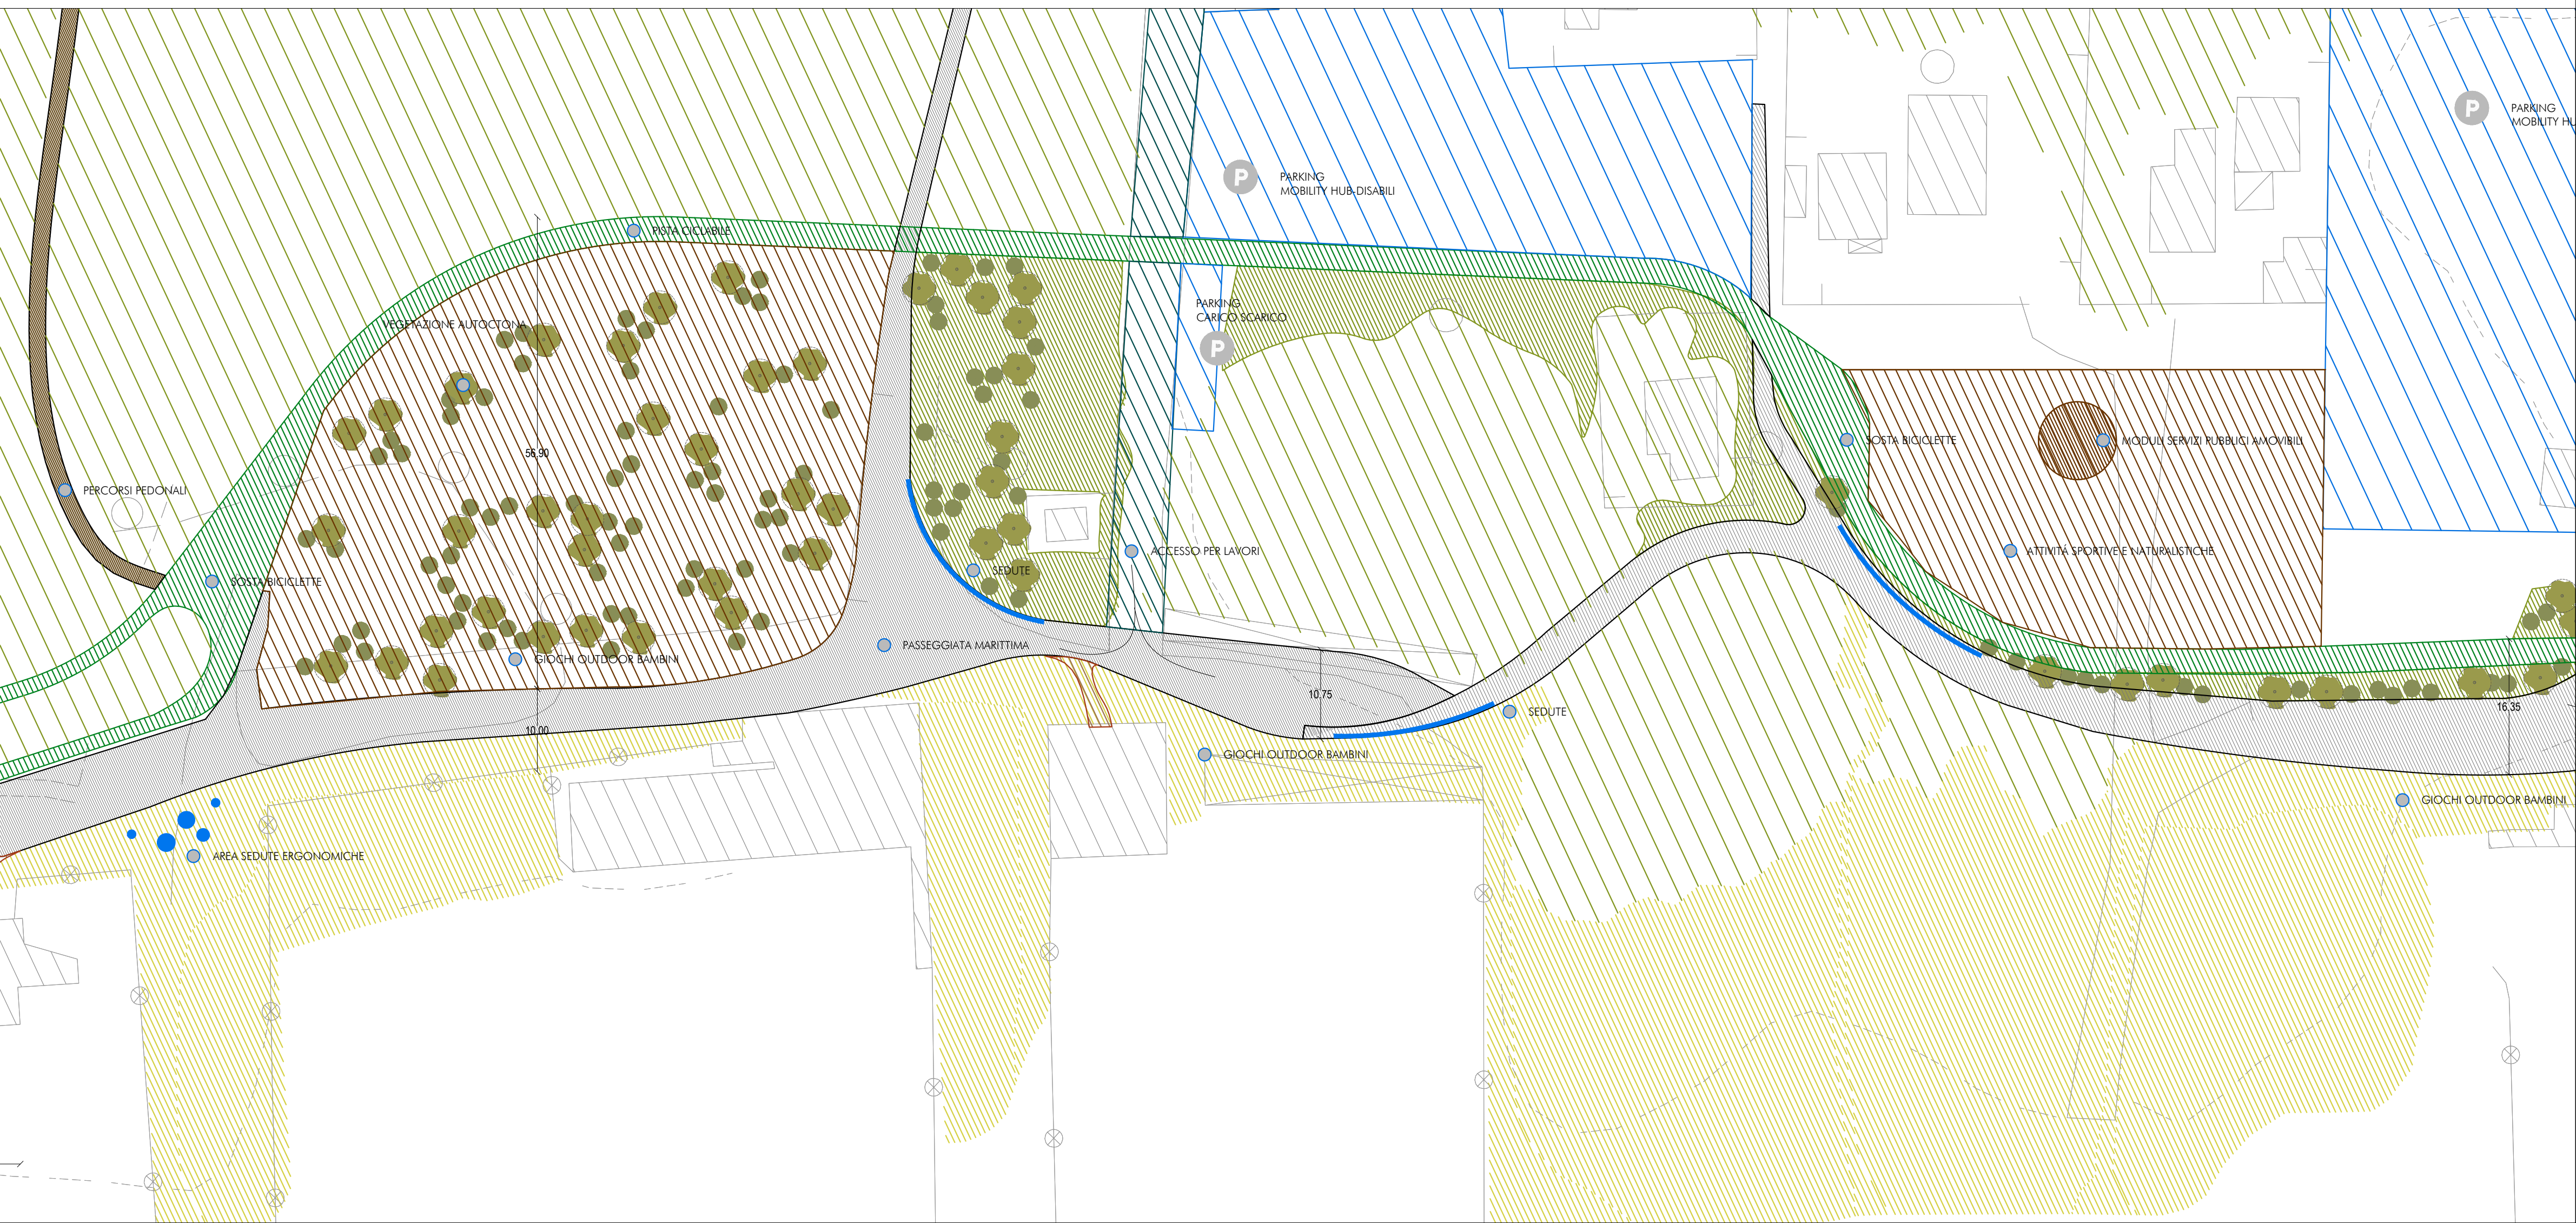 P
PARKING
MOBILITY HU
P
PARKING
MOBILITY HUB-DISABILI
PISTA CICLABILE
PARKING
CARICO SCARICO
P
VEGETAZIONE AUTOCTONA
SOSTA BICICLETTE
MODULI SERVIZI PUBBLICI AMOVIBILI
56,90
PERCORSI PEDONALI
ACCESSO PER LAVORI
ATTIVITÁ SPORTIVE E NATURALISTICHE
SEDUTE
SOSTA BICICLETTE
PASSEGGIATA MARITTIMA
GIOCHI OUTDOOR BAMBINI
10,75
16,35
SEDUTE
10,00
GIOCHI OUTDOOR BAMBINI
GIOCHI OUTDOOR BAMBINI
AREA SEDUTE ERGONOMICHE